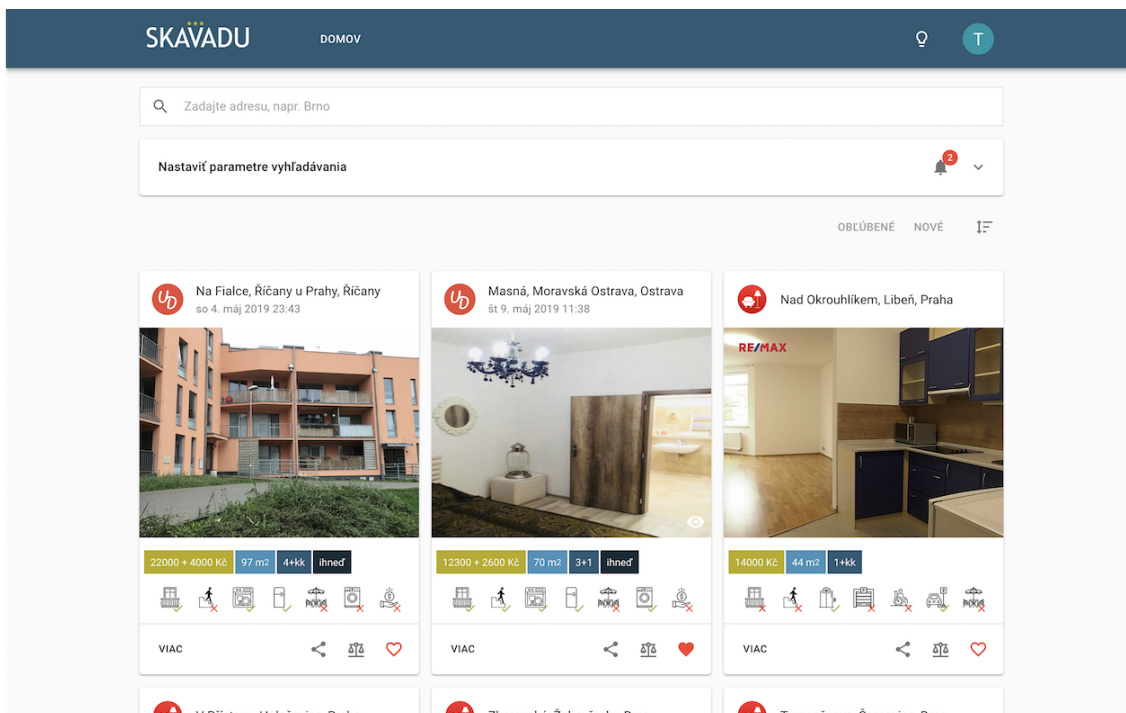 SKAVADU
DOMOV
T
Zadajte adresu, napr. Brno
Nastaviť parametre vyhľadávania
2
OBĽÚBENÉ
NOVÉ
Na Fialce, Říčany u Prahy, Říčany
so 4. máj 2019 23:43
22000 + 4000 Kč
97 m2
4+kk
ihneď
VIAC
Masná, Moravská Ostrava, Ostrava
št 9. máj 2019 11:38
12300 + 2600 Kč
70 m2
3+1
ihneď
VIAC
Nad Okrouhlíkem, Libeň, Praha
RE/MAX
14000 Kč
44 m2
1+kk
VIAC